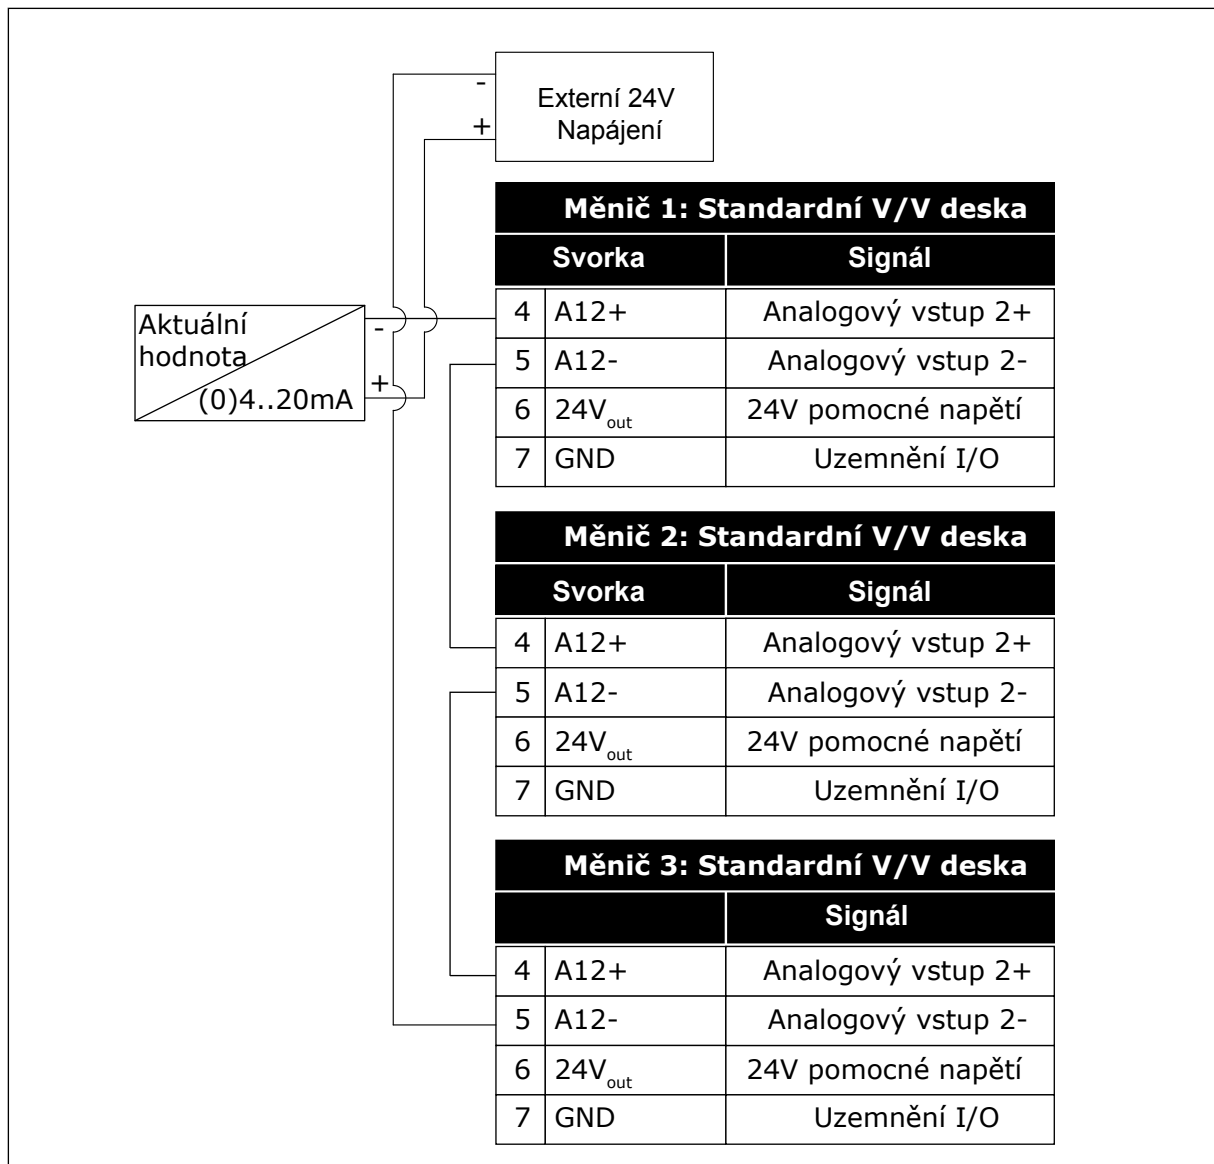 -
Externí 24V
+
Napájení
Měnič 1: Standardní V/V deska
Svorka Signál
Aktuální
hodnota
-
+
(0)4..20mA
4 A12+ Analogový vstup 2+
5 A12- Analogový vstup 2-
6 24Vout 24V pomocné napětí
7 GND Uzemnění I/O
Měnič 2: Standardní V/V deska
Svorka Signál
4 A12+ Analogový vstup 2+
5 A12- Analogový vstup 2-
6 24Vout 24V pomocné napětí
7 GND Uzemnění I/O
Měnič 3: Standardní V/V deska
Signál
4 A12+ Analogový vstup 2+
5 A12- Analogový vstup 2-
6 24Vout 24V pomocné napětí
7 GND Uzemnění I/O